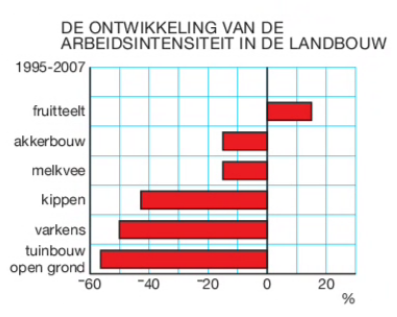 DE ONTWIKKELING VAN DE
ARBEIDSINTENSITEIT IN DE LANDBOUW
1995-2007
fruitteelt
akkerbouw
melkvee
kippen
varkens
tuinbouw
open grond
−60 −40 −20 0 20
%